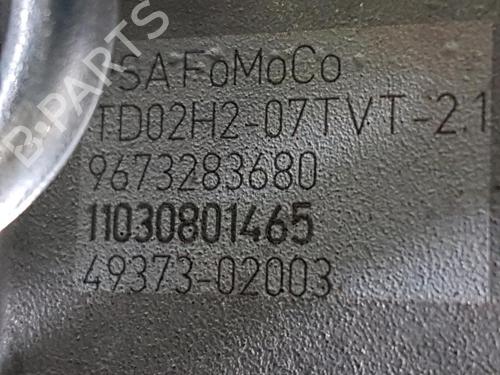 SA FoMoCo
TD02H2-07TVT-2.1
9673283680
11030801465
49373-02003
B-PARTS